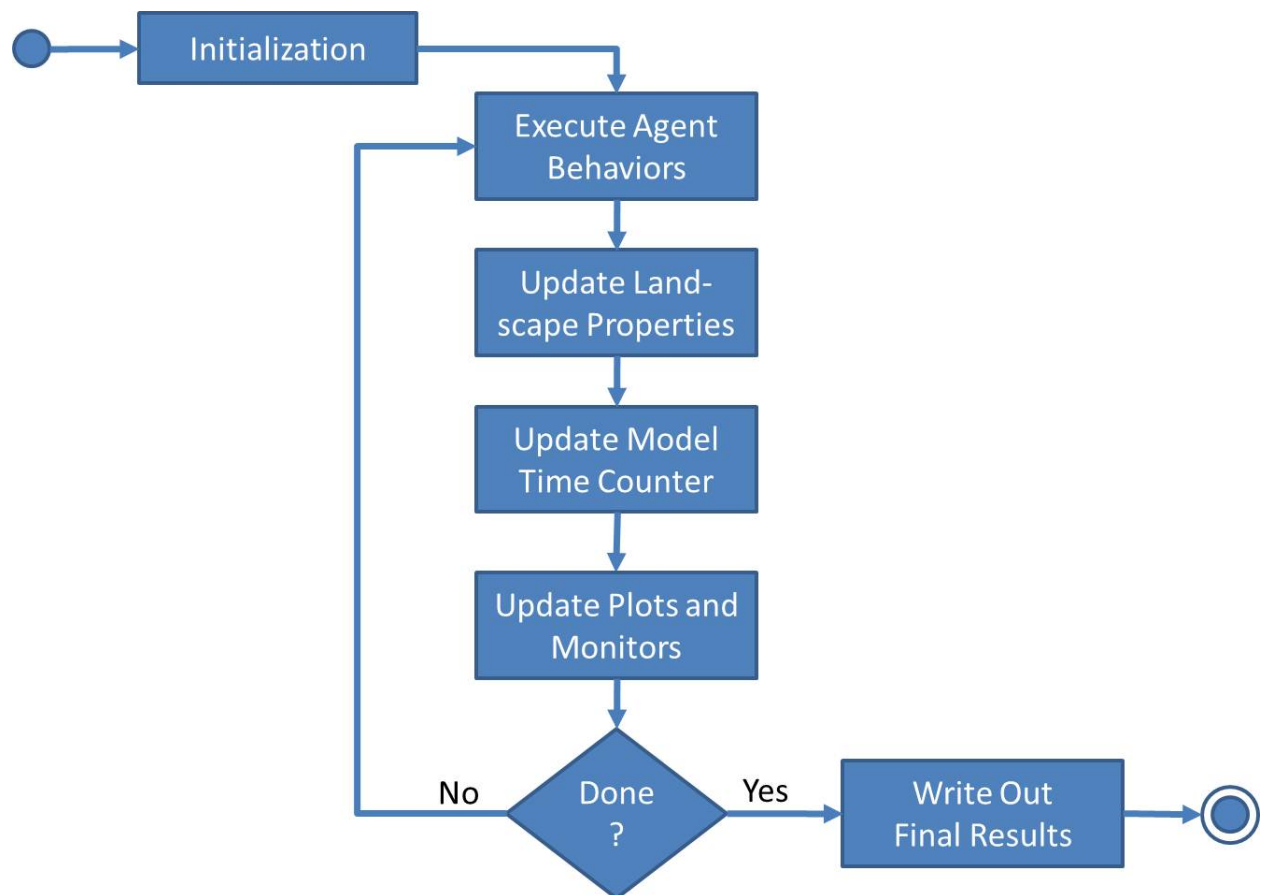 Initialization
Execute Agent
Behaviors
Update Land-
scape Properties
Update Model
Time Counter
Update Plots and
Monitors
Done
?
No
Yes
Write Out
Final Results